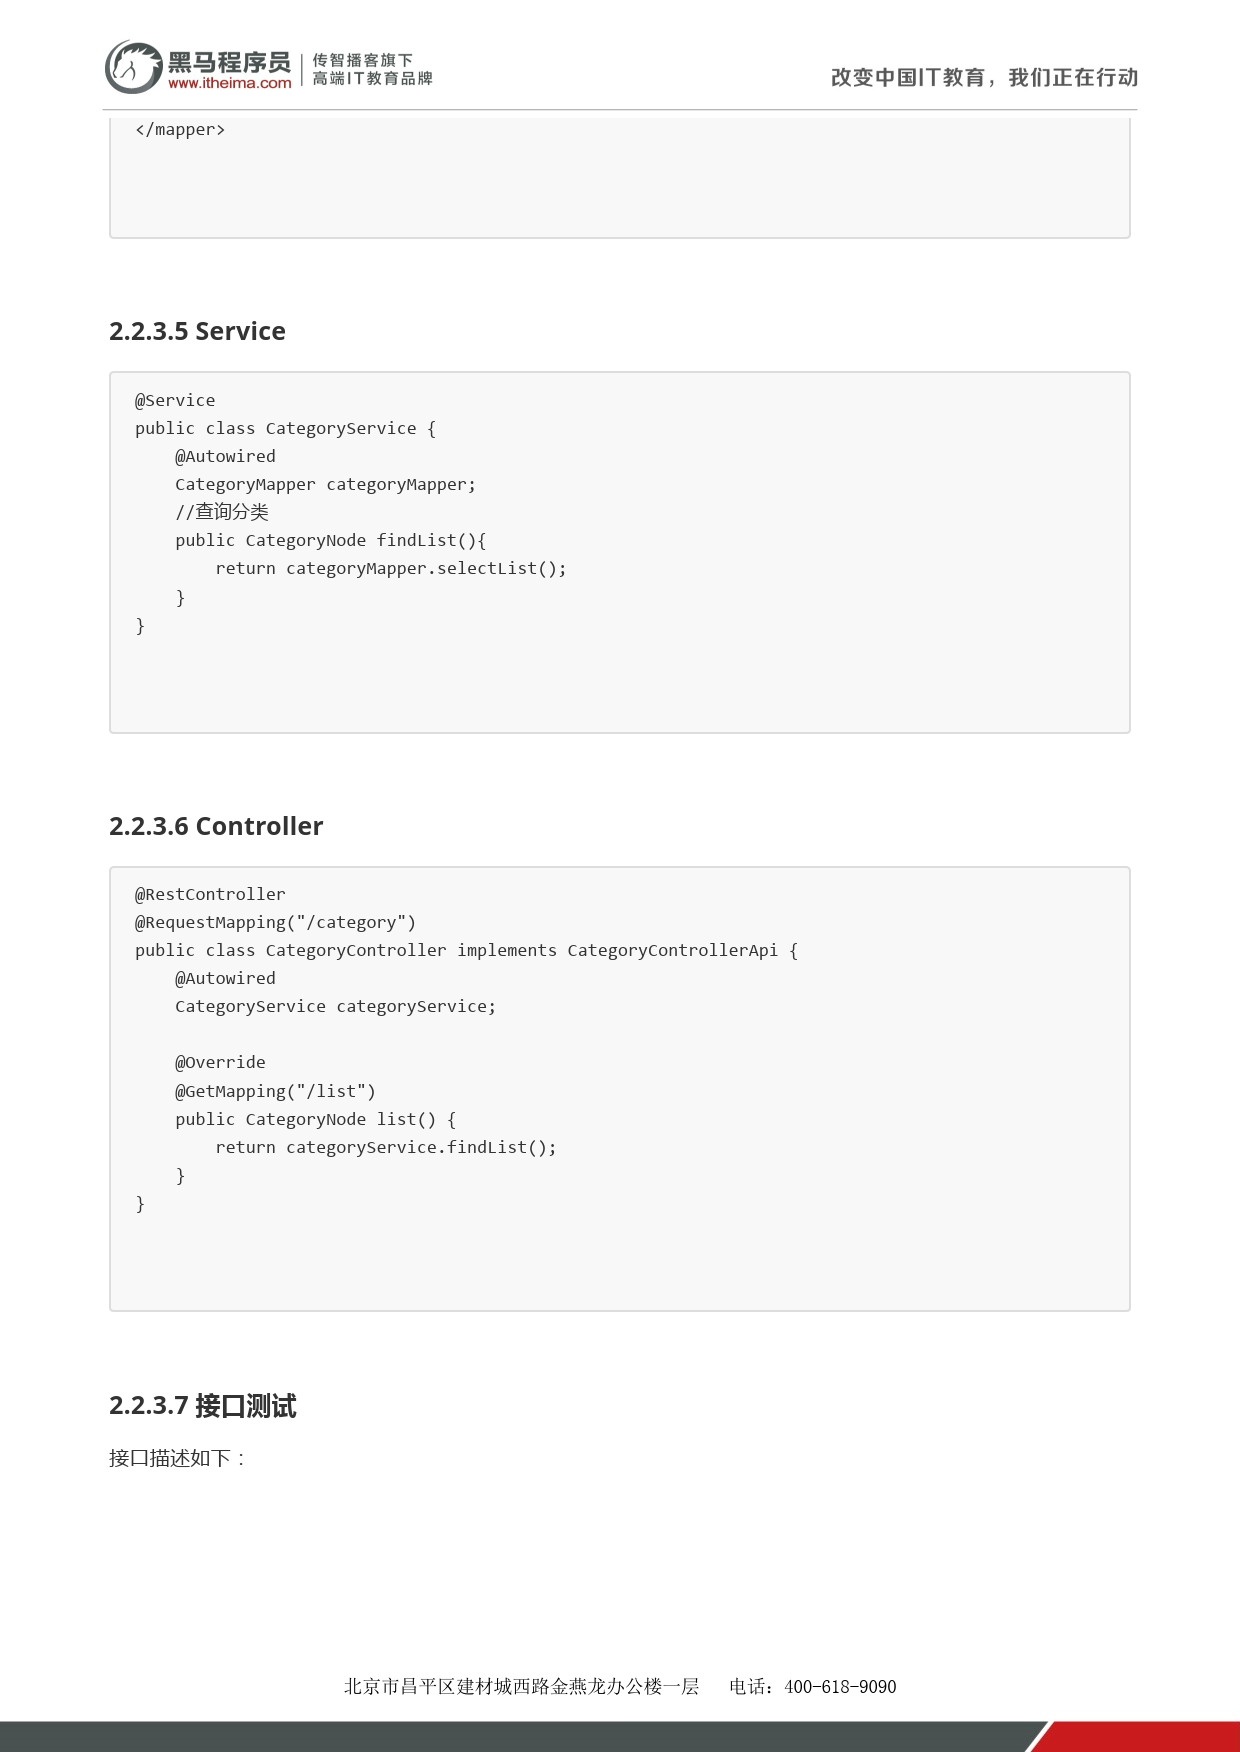 黑马程序员
www.itheima.com
传智播客旗下
高端IT教育品牌
改变中国IT教育，我们正在行动
</mapper>
2.2.3.5 Service
@Service
public class CategoryService {
    @Autowired
    CategoryMapper categoryMapper;
    //查询分类
    public CategoryNode findList(){
        return categoryMapper.selectList();
    }
}
2.2.3.6 Controller
@RestController
@RequestMapping("/category")
public class CategoryController implements CategoryControllerApi {
    @Autowired
    CategoryService categoryService;
    @Override
    @GetMapping("/list")
    public CategoryNode list() {
        return categoryService.findList();
    }
}
2.2.3.7 接口测试
接口描述如下：
北京市昌平区建材城西路金燕龙办公楼一层 电话：400-618-9090